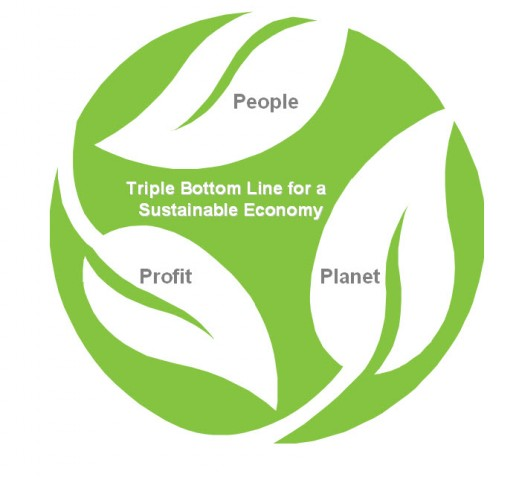 People
Triple Bottom Line for a
Sustainable Economy
Profit
Planet